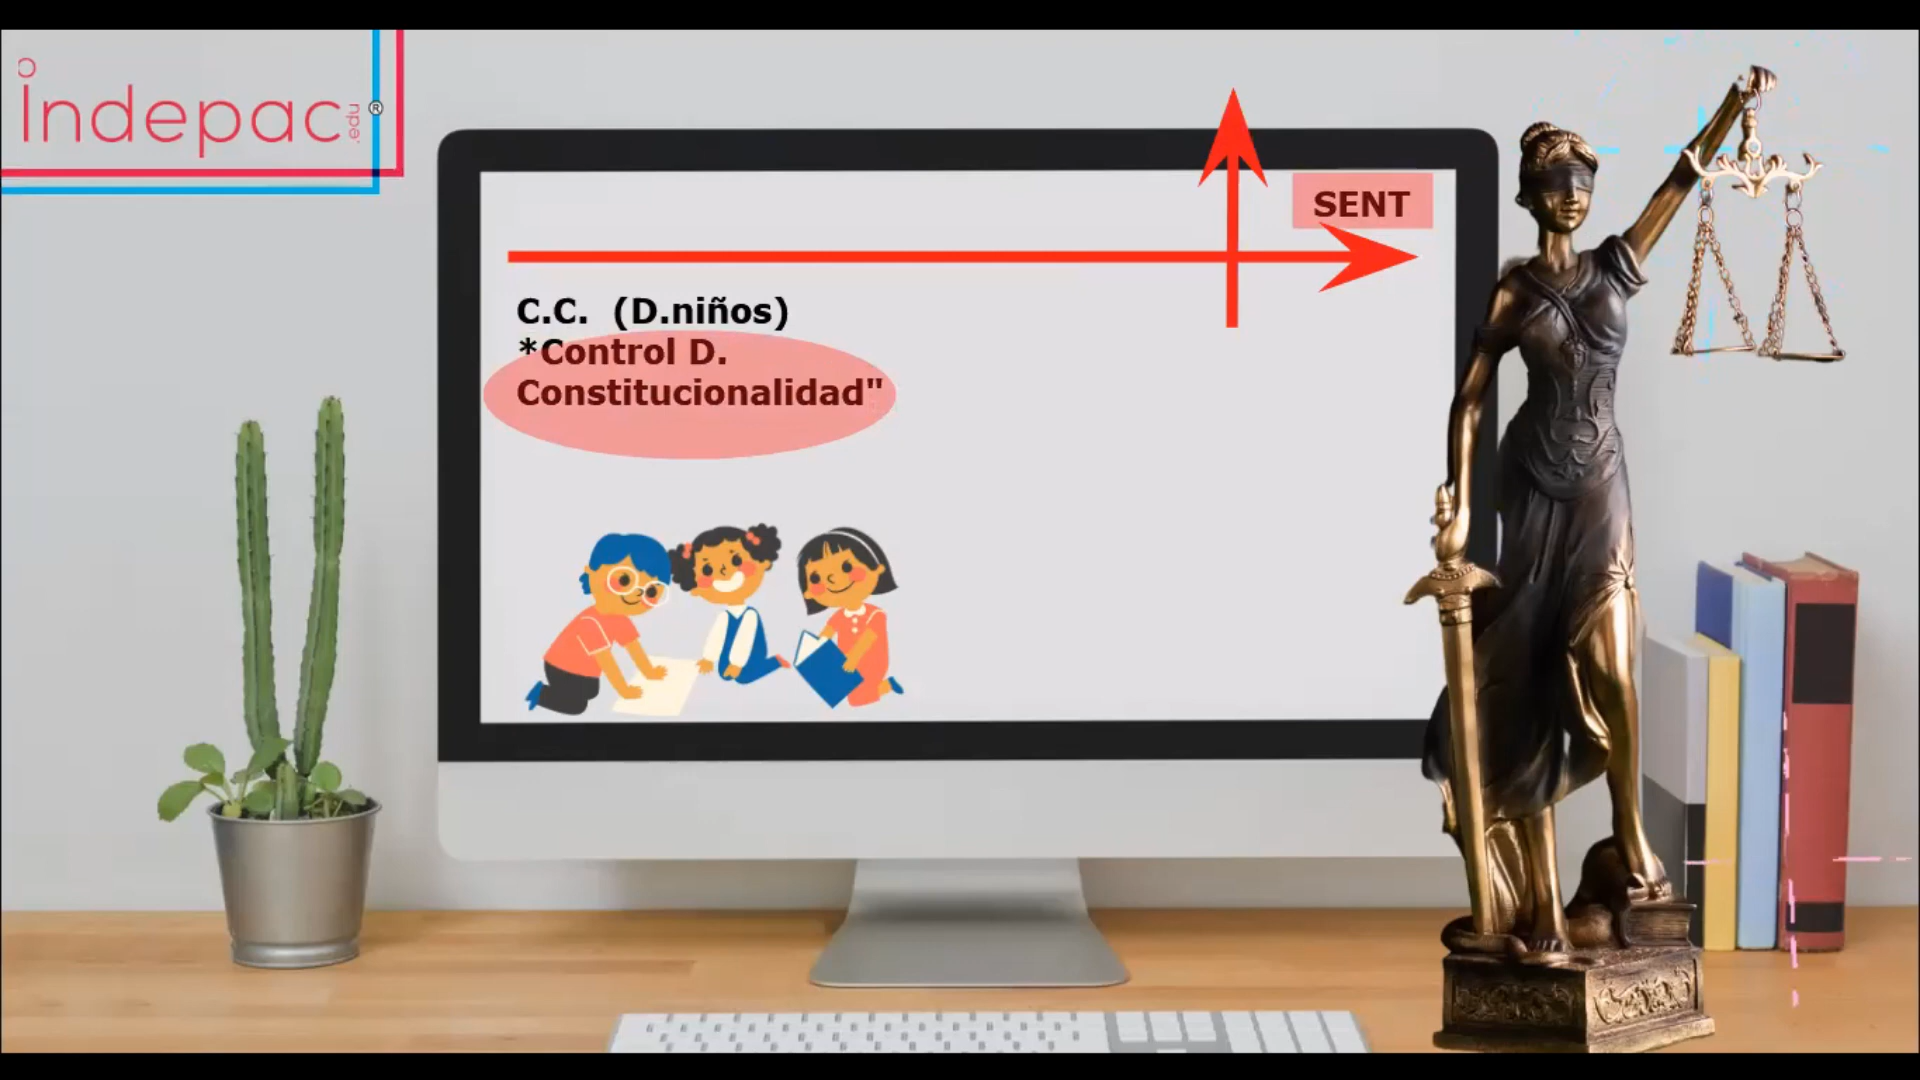 Indepac.edu®
SENT
C.C. (D.niños)
*Control D.
Constitucionalidad"